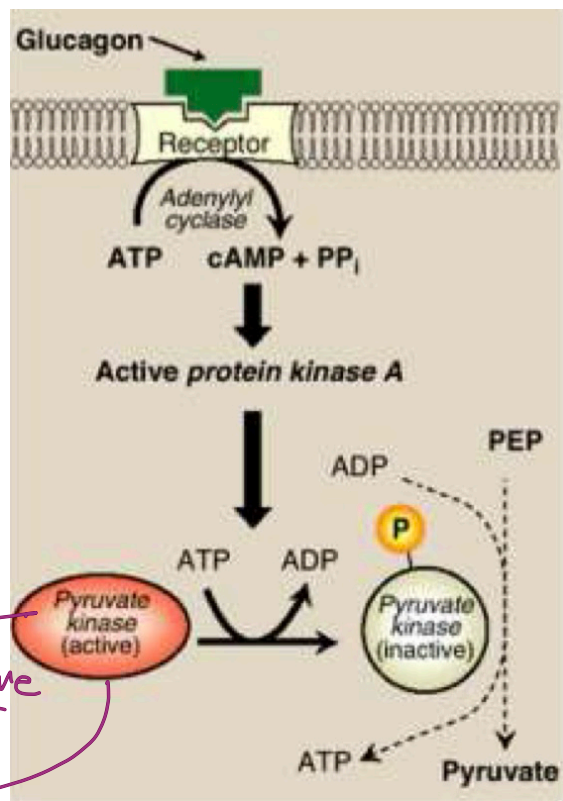 Glucagon
Receptor
Adenylyl
cyclase
ATP cAMP + PPi
Active protein kinase A
PEP
ADP
P
ATP ADP
Pyruvate
kinase
(active)
Pyruvate
kinase
(inactive)
ATP
Pyruvate